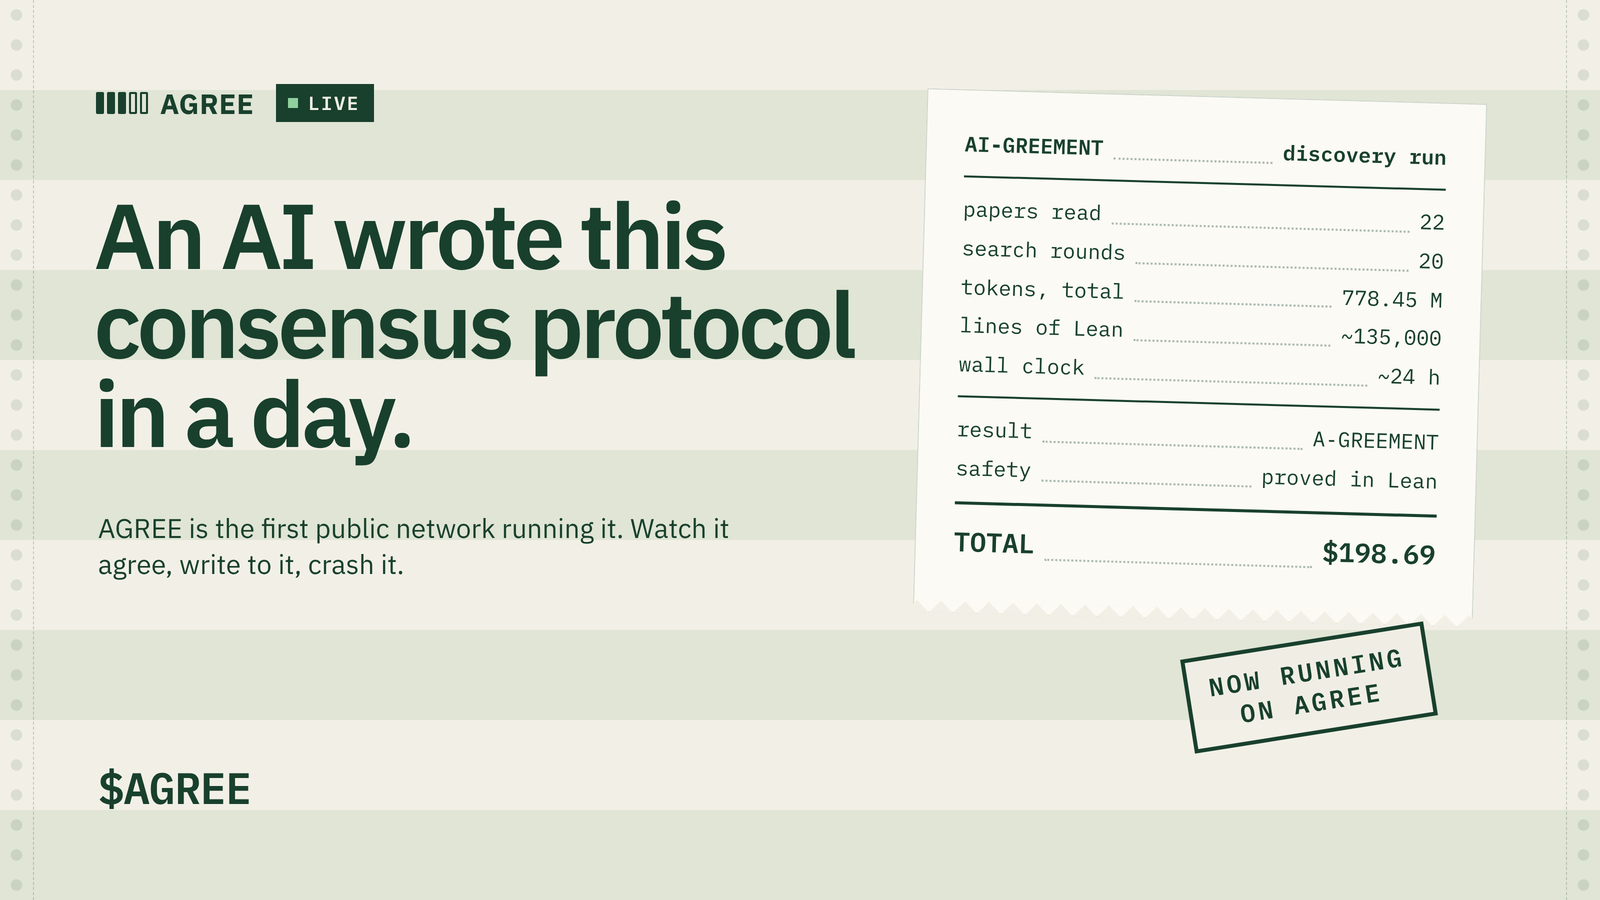 AGREE LIVE
An AI wrote this
consensus protocol
in a day.
AGREE is the first public network running it. Watch it
agree, write to it, crash it.
$AGREE
AI-GREEMENT discovery run
papers read 22
search rounds 20
tokens, total 778.45 M
lines of Lean ~135,000
wall clock ~24 h
result A-GREEMENT
safety proved in Lean
TOTAL $198.69
NOW RUNNING
ON AGREE